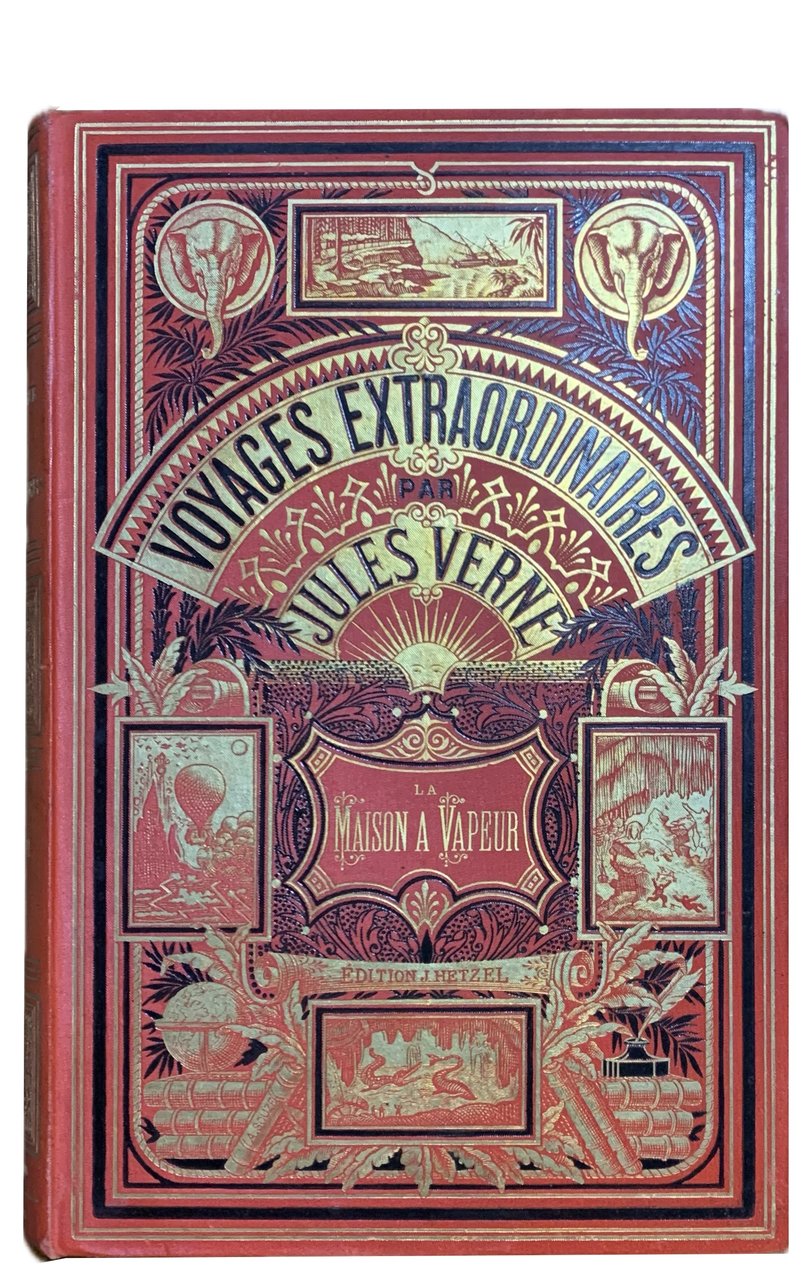 VOYAGES EXTRAORDINAIRES
PAR
JULES VERNE
LA
MAISON A VAPEUR
EDITION J. HETZEL